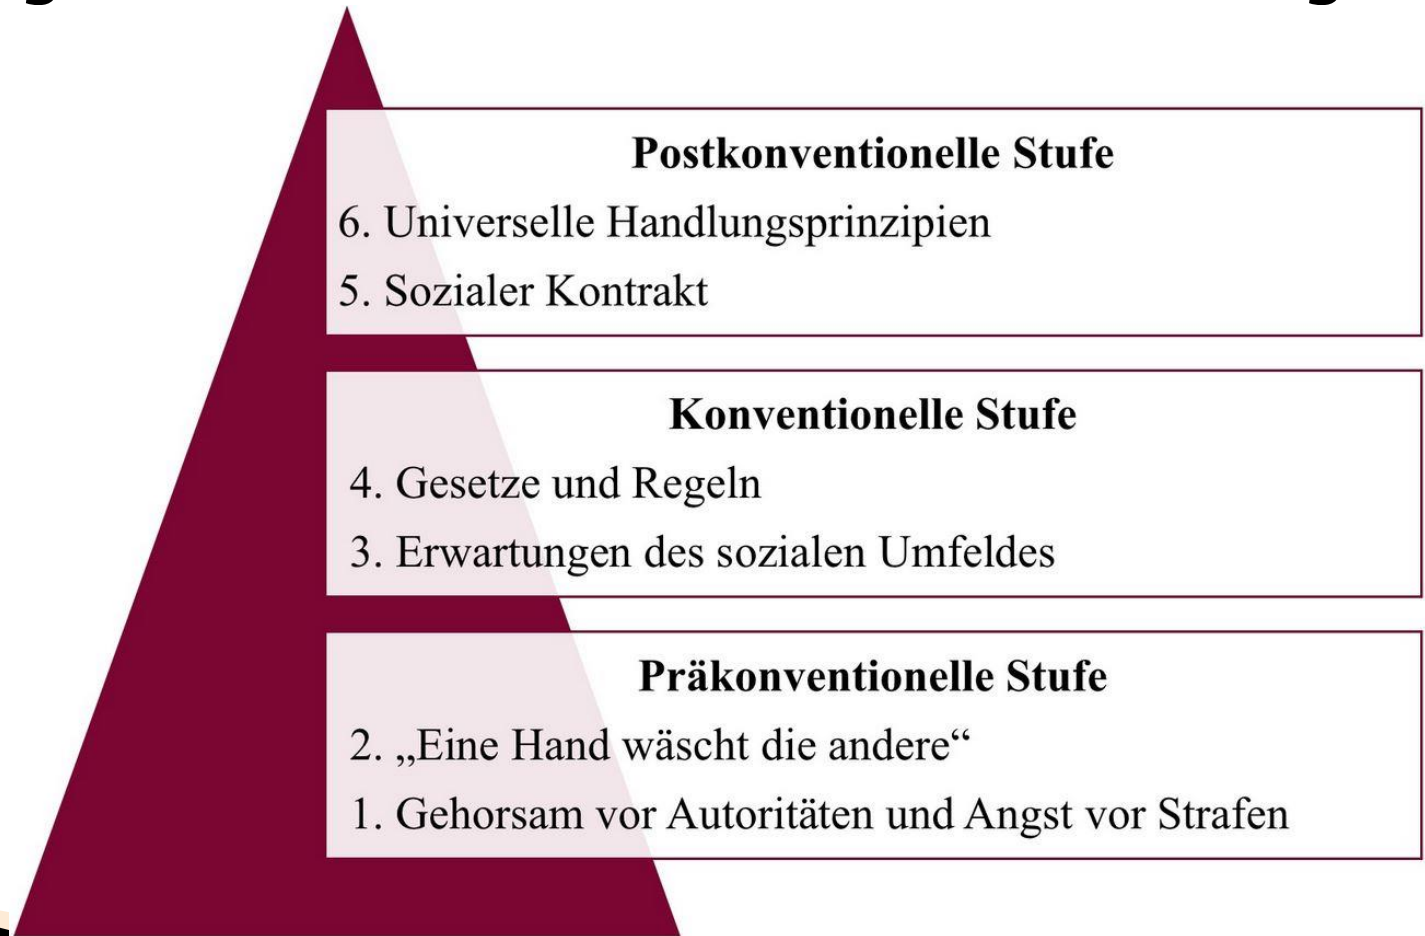 Postkonventionelle Stufe
6. Universelle Handlungsprinzipien
5. Sozialer Kontrakt
Konventionelle Stufe
4. Gesetze und Regeln
3. Erwartungen des sozialen Umfeldes
Präkonventionelle Stufe
2. „Eine Hand wäscht die andere“
1. Gehorsam vor Autoritäten und Angst vor Strafen